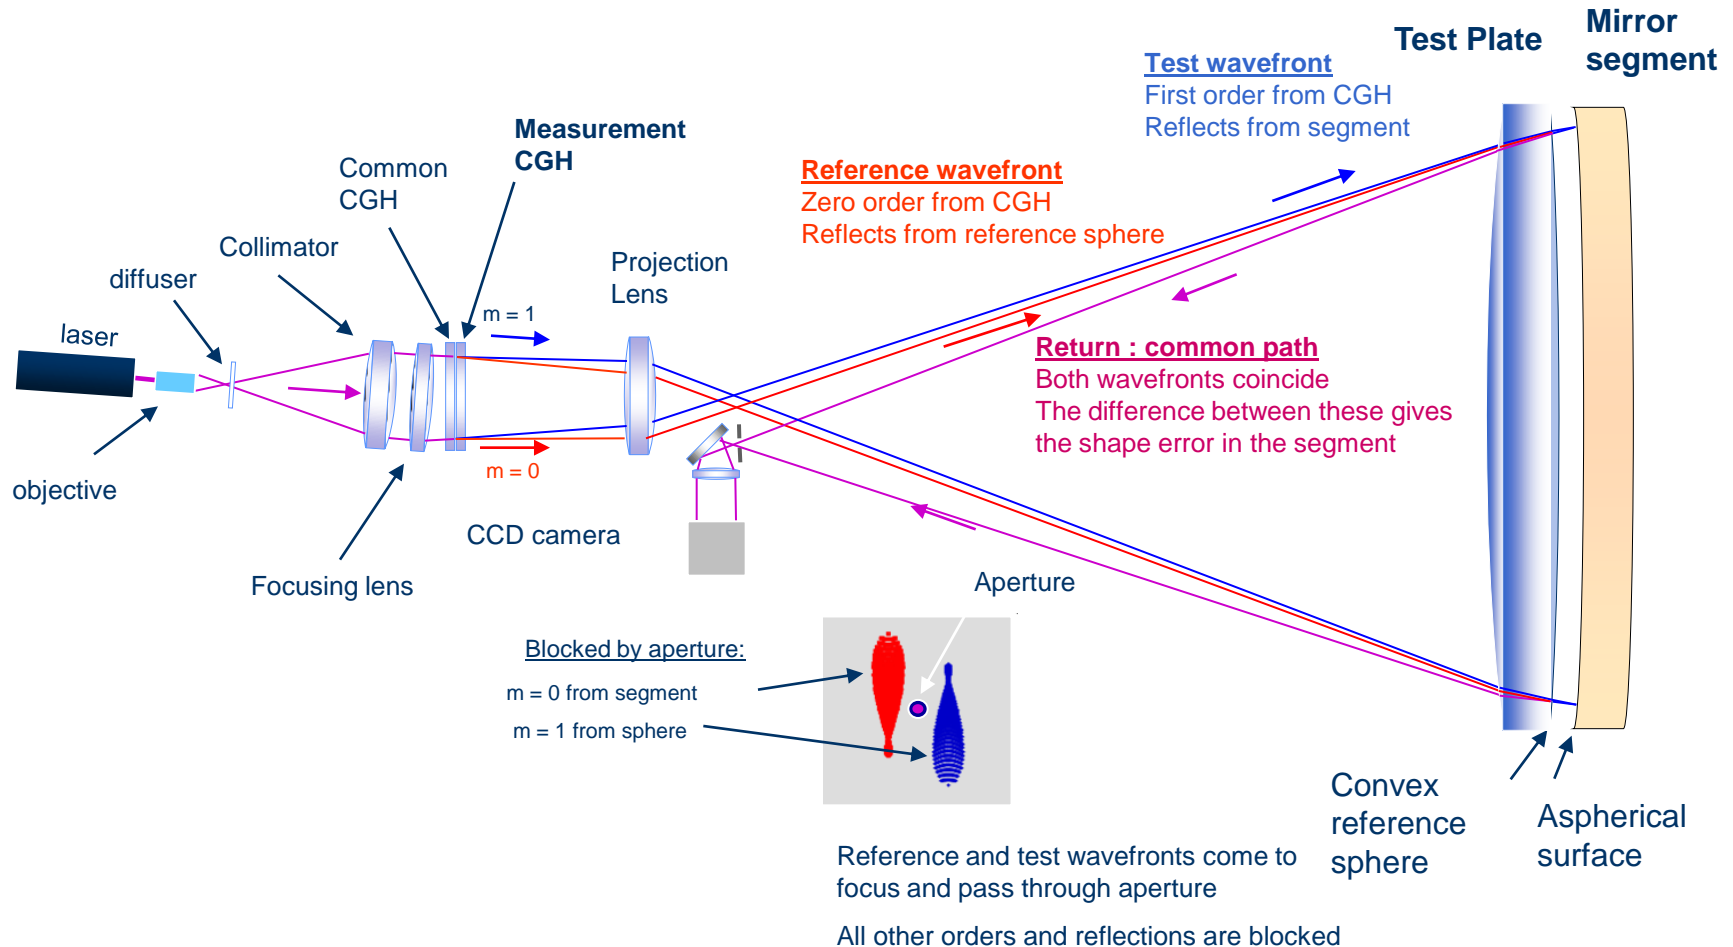 Mirror
segment
Test Plate
Test wavefront
First order from CGH
Reflects from segment
Measurement
CGH
Common
CGH
Reference wavefront
Zero order from CGH
Reflects from reference sphere
Collimator
Projection
Lens
diffuser
m = 1
laser
Return : common path
Both wavefronts coincide
The difference between these gives
the shape error in the segment
m = 0
objective
CCD camera
Focusing lens
Aperture
Blocked by aperture:
m = 0 from segment
m = 1 from sphere
Convex
reference
sphere
Aspherical
surface
Reference and test wavefronts come to
focus and pass through aperture
All other orders and reflections are blocked